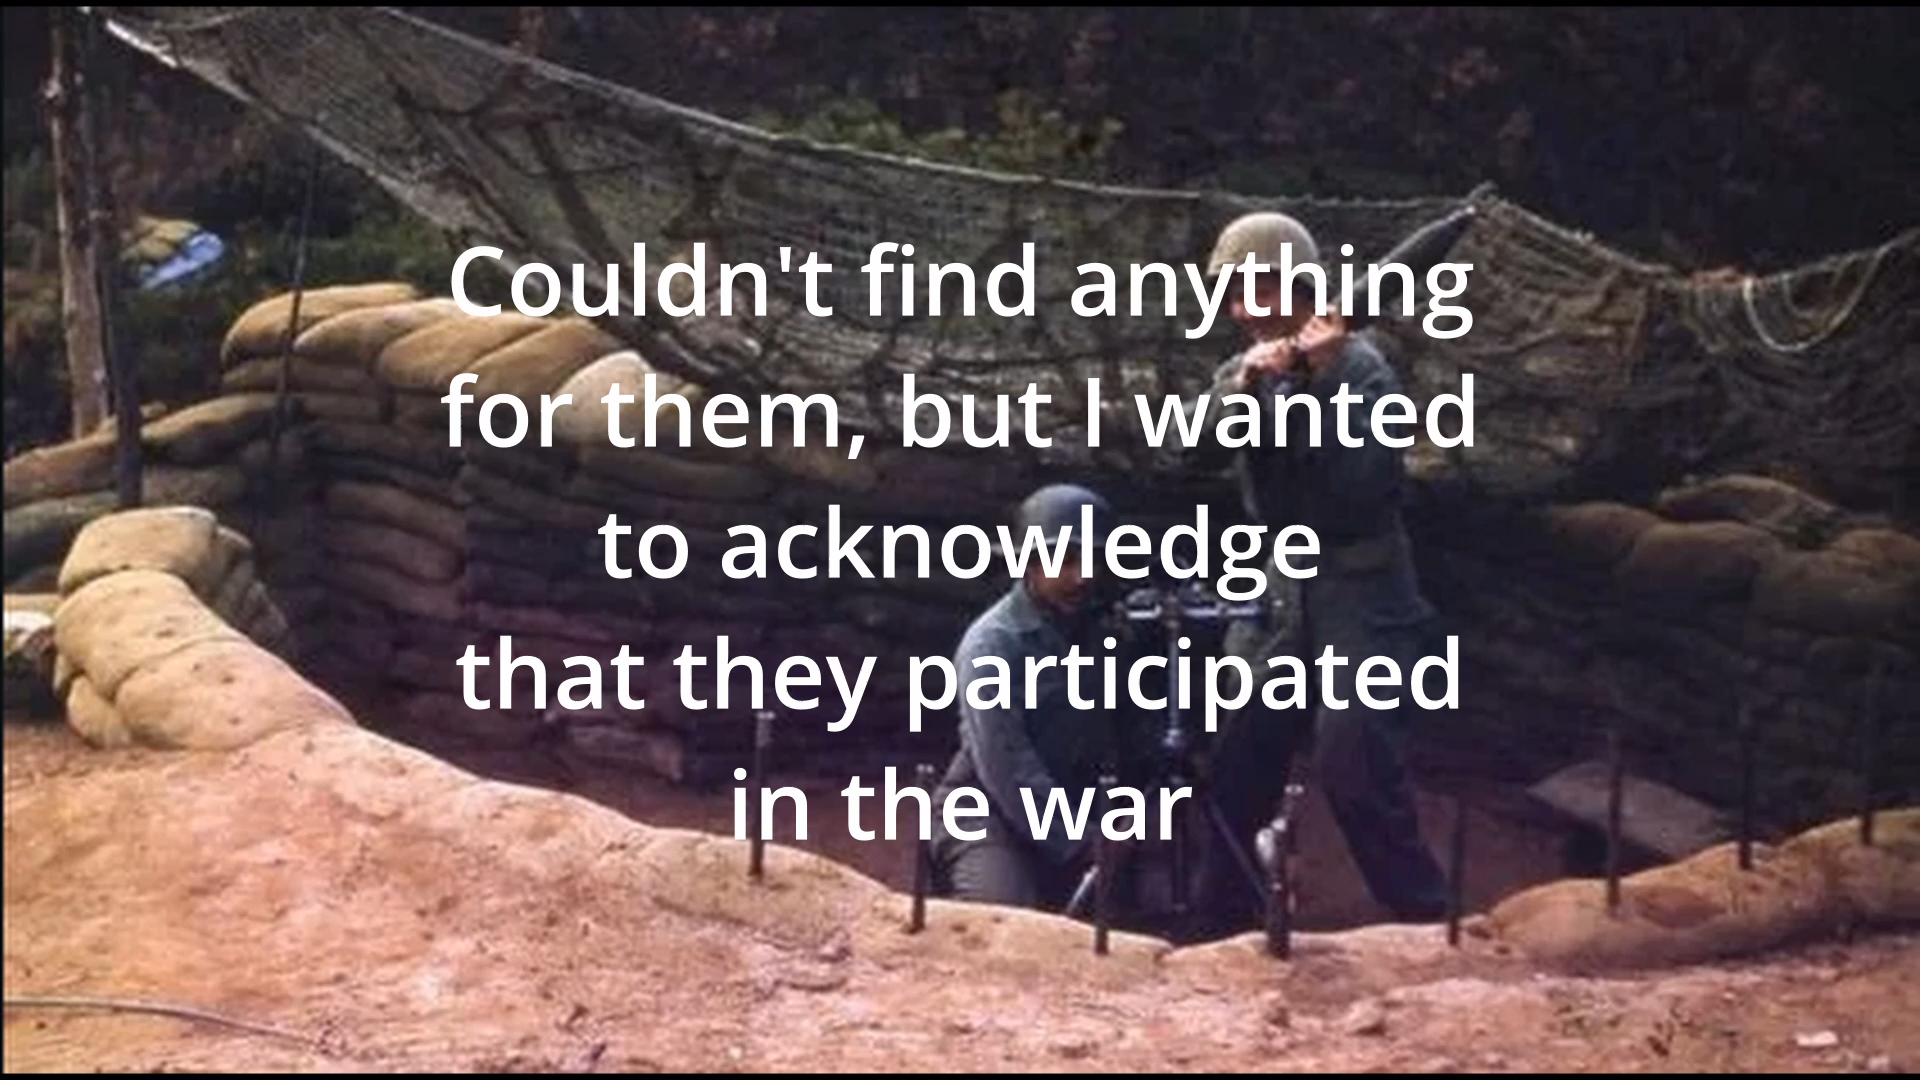 Couldn't find anything
for them, but I wanted
to acknowledge
that they participated
in the war